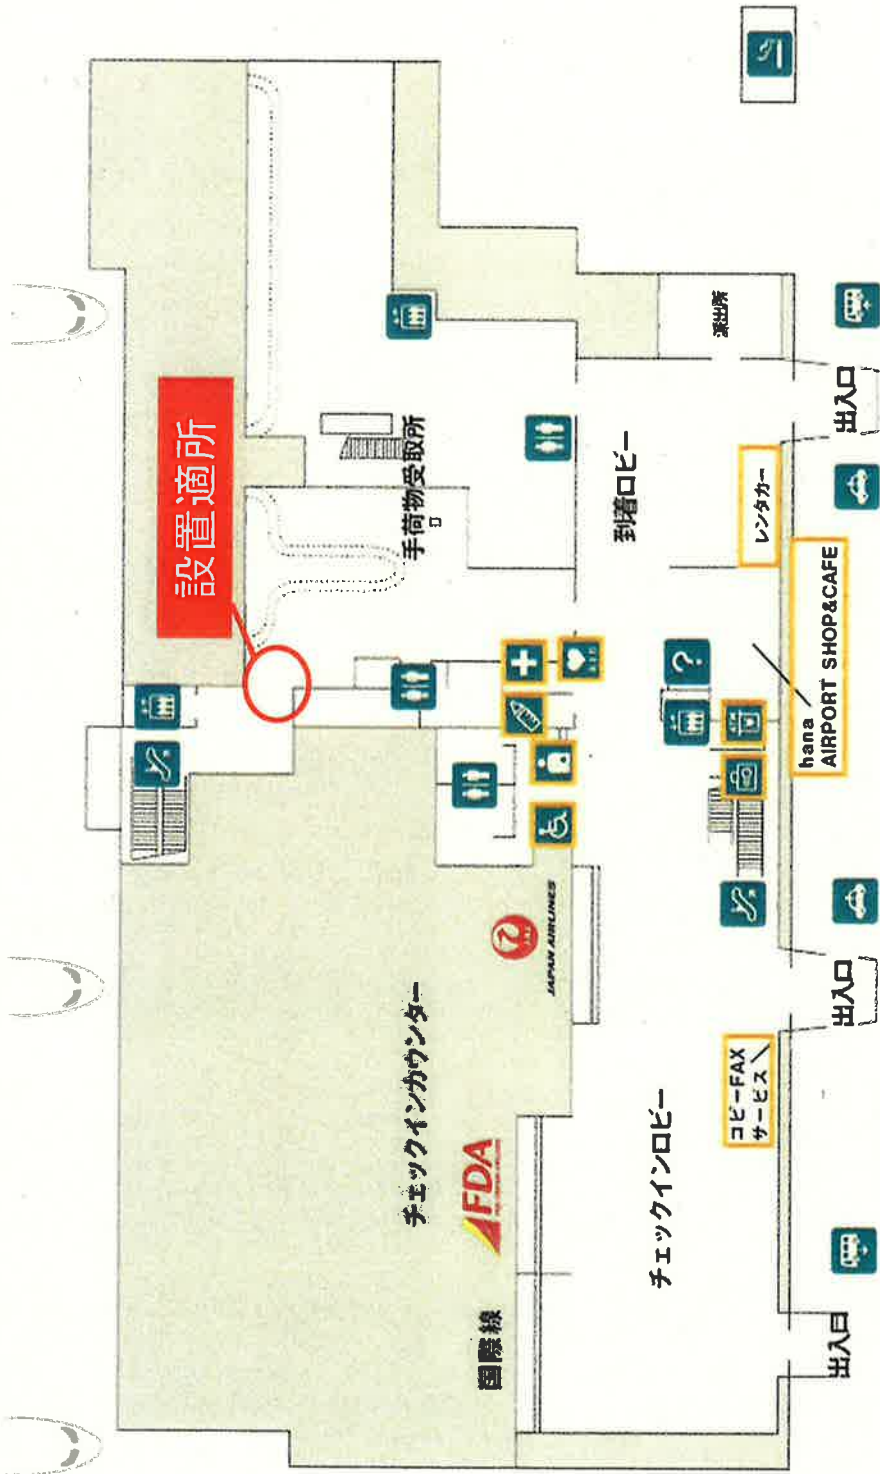 設置適所
チェックインカウンター
手荷物受取所
国際線
FDA
JAPAN AIRLINES
チェックインロビー
到着ロビー
派出所
コピーFAX
サービス
レンタカー
hana
AIRPORT SHOP&CAFE
出入口
出入口
出入口
?